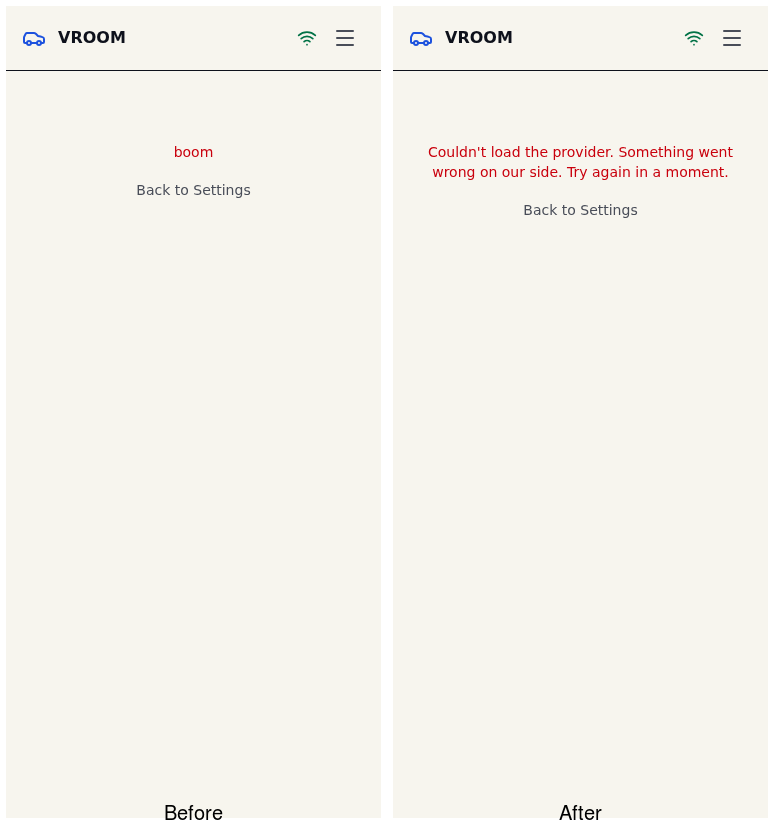 VROOM
boom
Back to Settings
Before
VROOM
Couldn't load the provider. Something went
wrong on our side. Try again in a moment.
Back to Settings
After